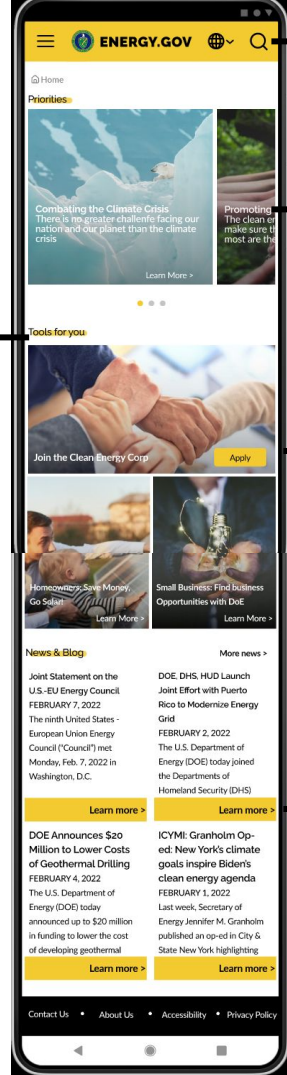 ENERGY.GOV
Home
Priorities
Combating the Climate Crisis
There is no greater challenfe facing our
nation and our planet than the climate
crisis
Learn More >
Promoting
The clean en
make sure th
most are the
Tools for you
Join the Clean Energy Corp
Apply
Homeowners: Save Money,
Go Solar!
Learn More >
Small Business: Find business
Opportunities with DoE
Learn More >
News & Blog
More news >
Joint Statement on the
U.S.-EU Energy Council
FEBRUARY 7, 2022
The ninth United States -
European Union Energy
Council ("Council") met
Monday, Feb. 7, 2022 in
Washington, D.C.
Learn more >
DOE, DHS, HUD Launch
Joint Effort with Puerto
Rico to Modernize Energy
Grid
FEBRUARY 2, 2022
The U.S. Department of
Energy (DOE) today joined
the Departments of
Homeland Security (DHS)
Learn more >
DOE Announces $20
Million to Lower Costs
of Geothermal Drilling
FEBRUARY 4, 2022
The U.S. Department of
Energy (DOE) today
announced up to $20 million
in funding to lower the cost
of developing geothermal
Learn more >
ICYMI: Granholm Op-
ed: New York's climate
goals inspire Biden's
clean energy agenda
FEBRUARY 1, 2022
Last week, Secretary of
Energy Jennifer M. Granholm
published an op-ed in City &
State New York highlighting
Learn more >
Contact Us • About Us • Accessibility • Privacy Policy